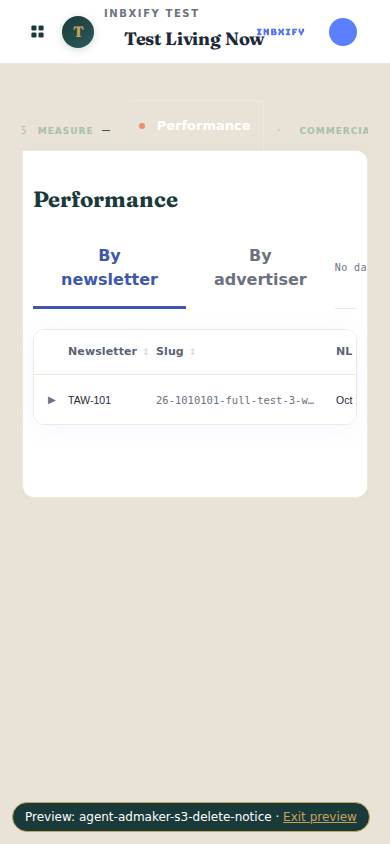 INBXIFY TEST
T
Test Living Now
INBXIFY
5 MEASURE —
Performance
· COMMERCIA
Performance
By newsletter
By advertiser
No da
Newsletter ↕ Slug ↕ NL
▶ TAW-101 26-1010101-full-test-3-w… Oct
Preview: agent-admaker-s3-delete-notice · Exit preview